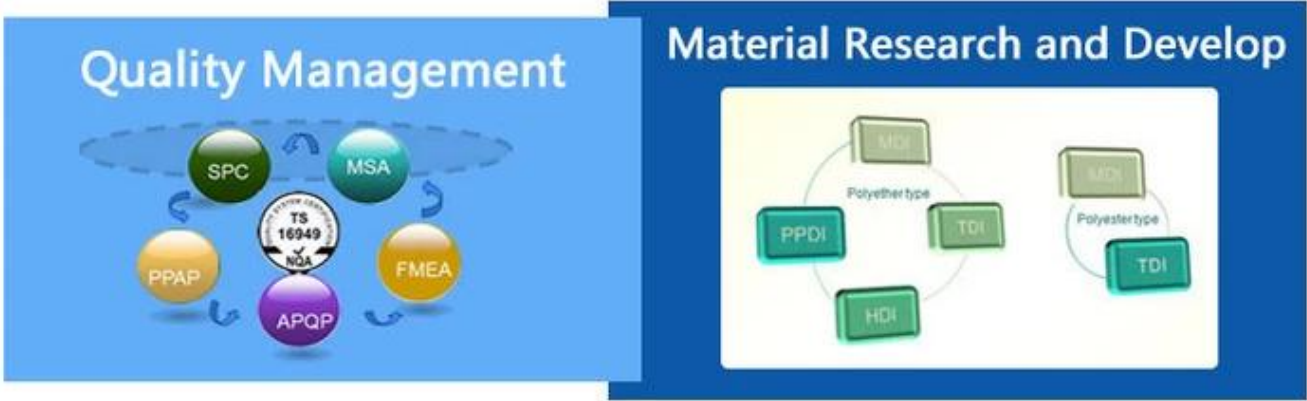 Quality Management
SPC
MSA
TS
16949
NQA
PPAP
FMEA
APQP
Material Research and Develop
MDI
Polyether type
PPDI
TDI
HDI
MDI
Polyester type
TDI